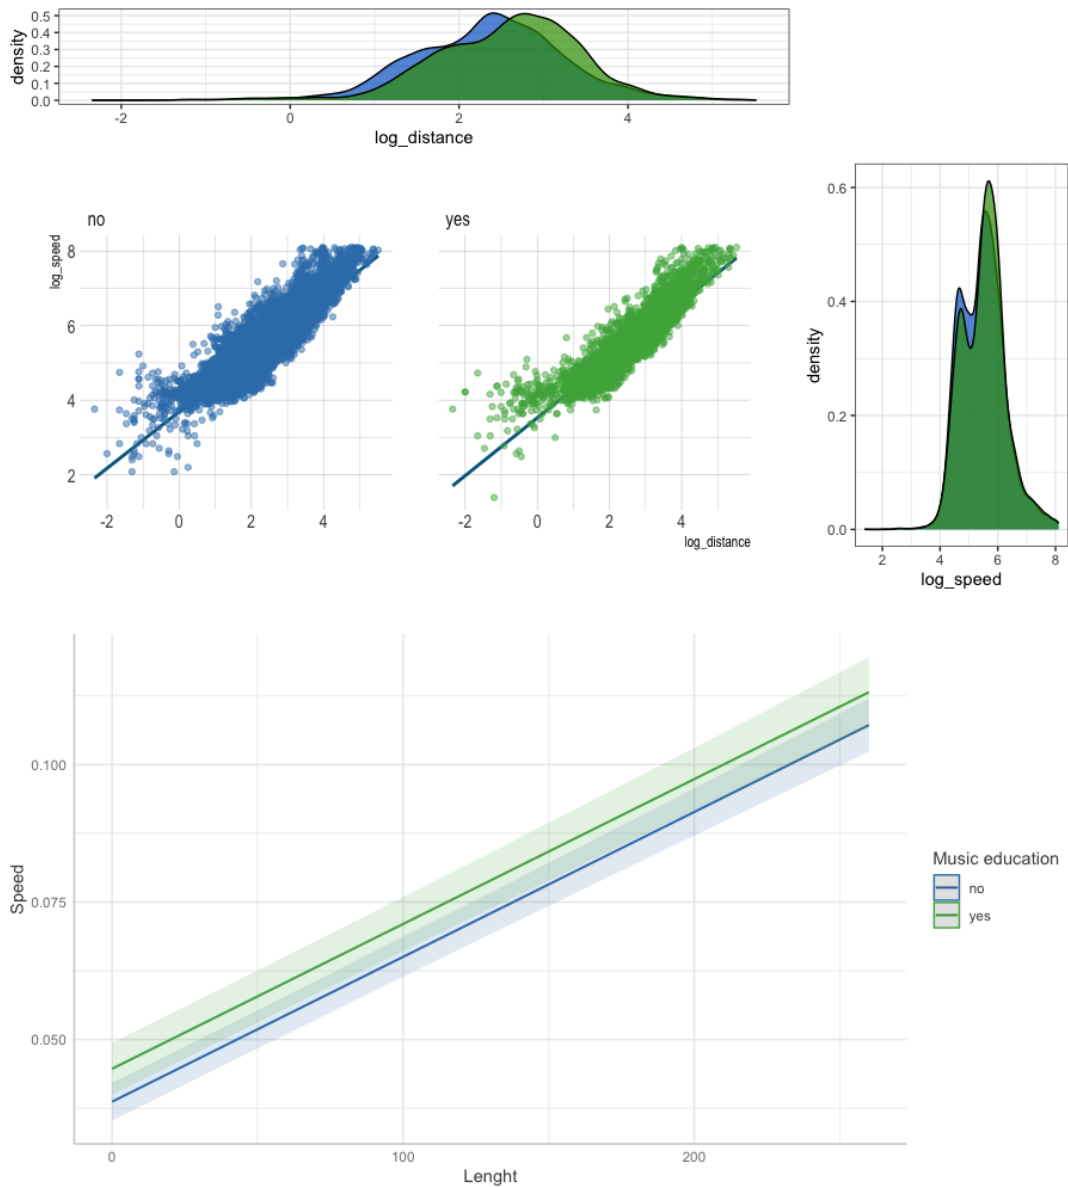 density
0.5
0.4
0.3
0.2
0.1
0.0
-2 0 2 4
log_distance
no
yes
log_speed
8
6
4
2
-2 0 2 4
-2 0 2 4
log_distance
density
0.6
0.4
0.2
0.0
2 4 6 8
log_speed
Speed
0.100
0.075
0.050
0 100 200
Lenght
Music education
no
yes